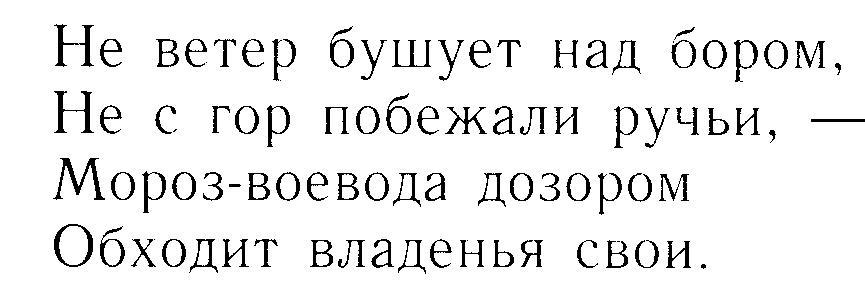 Не ветер бушует над бором,
Не с гор побежали ручьи, —
Мороз-воевода дозором
Обходит владенья свои.